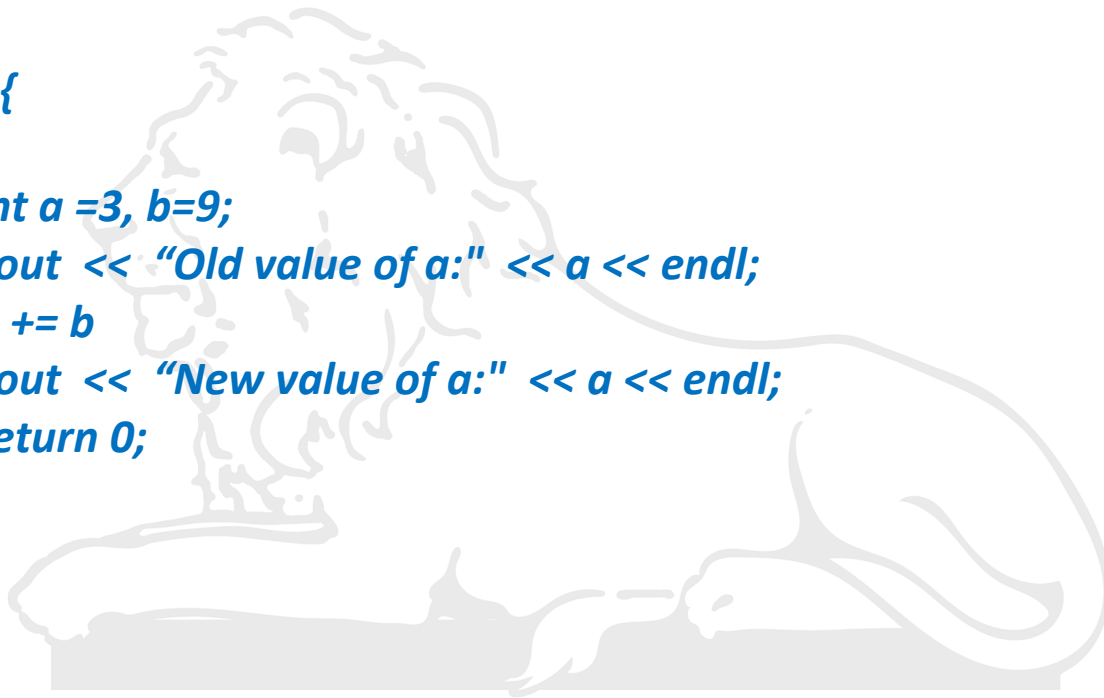 {
nt a =3, b=9;
out << “Old value of a:" << a << endl;
+= b
out << “New value of a:" << a << endl;
eturn 0;